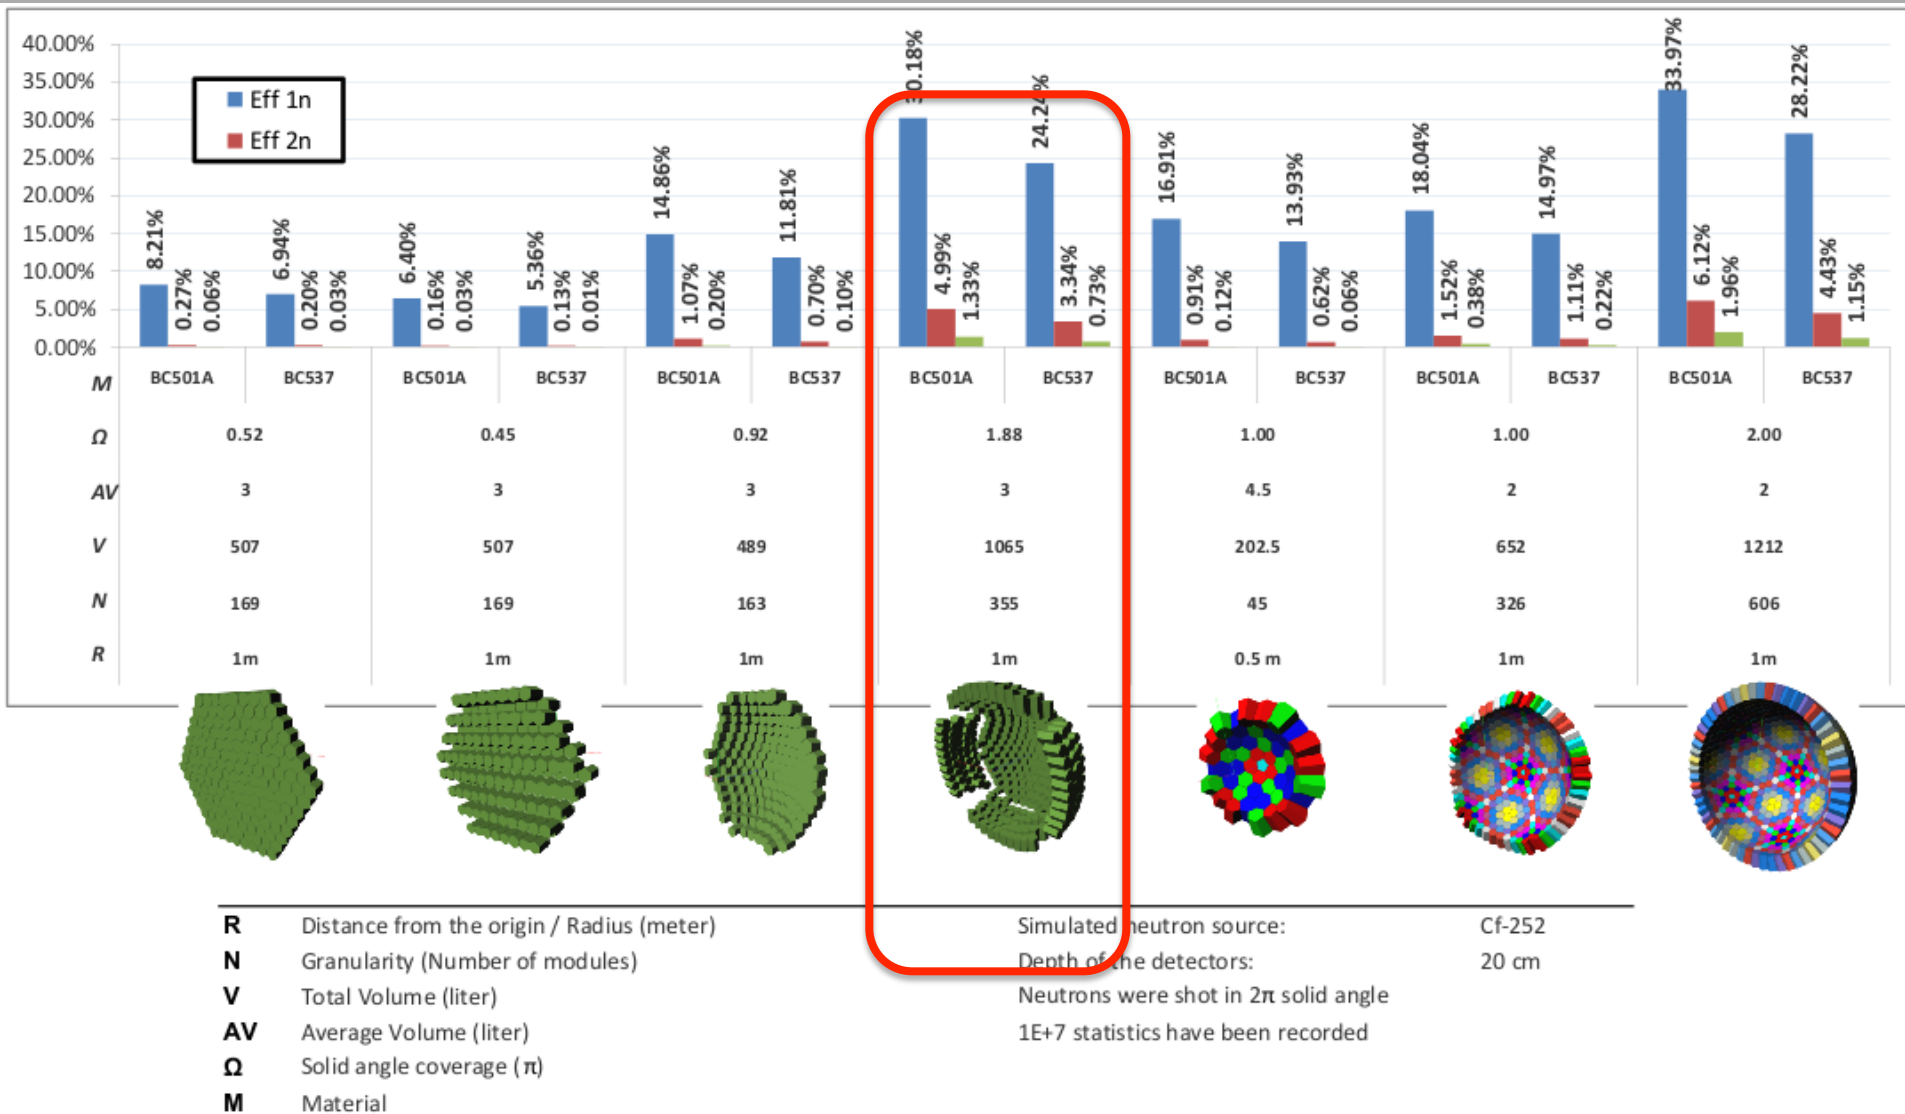 40.00%
35.00%
30.00%
25.00%
20.00%
15.00%
10.00%
5.00%
0.00%
Eff 1n
Eff 2n
8.21% 0.27% 0.06% 6.94% 0.20% 0.03% 6.40% 0.16% 0.03% 5.36% 0.13% 0.01% 14.86% 1.07% 0.20% 11.81% 0.70% 0.10% 30.18% 4.99% 1.33% 24.24% 3.34% 0.73% 16.91% 0.91% 0.12% 13.93% 0.62% 0.06% 18.04% 1.52% 0.38% 14.97% 1.11% 0.22% 33.97% 6.12% 1.96% 28.22% 4.43% 1.15%
M BC501A BC537 BC501A BC537 BC501A BC537 BC501A BC537 BC501A BC537 BC501A BC537 BC501A BC537
Ω 0.52 0.45 0.92 1.88 1.00 1.00 2.00
AV 3 3 3 3 4.5 2 2
V 507 507 489 1065 202.5 652 1212
N 169 169 163 355 45 326 606
R 1m 1m 1m 1m 0.5 m 1m 1m
R Distance from the origin / Radius (meter) Simulated neutron source: Cf-252
N Granularity (Number of modules) Depth of the detectors: 20 cm
V Total Volume (liter) Neutrons were shot in 2π solid angle
AV Average Volume (liter) 1E+7 statistics have been recorded
Ω Solid angle coverage (π)
M Material